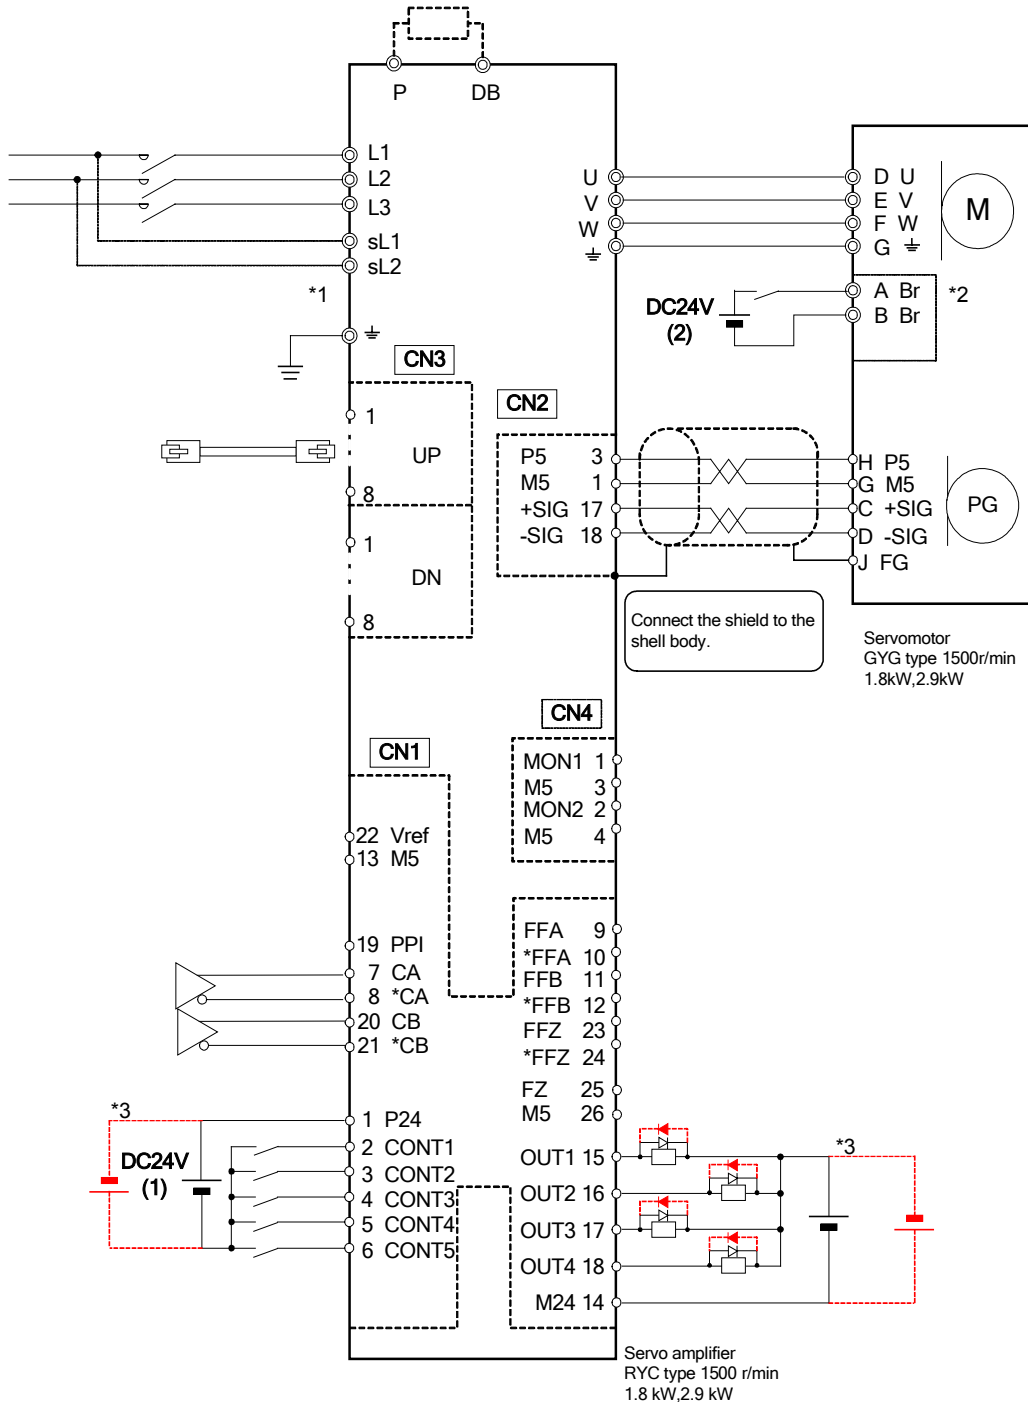 P DB
L1
L2
L3
sL1
sL2
*1
U
V
W
D U
E V
F W
G
M
A Br
B Br
*2
DC24V
(2)
CN3
1
UP
8
1
DN
8
CN2
P5 3
M5 1
+SIG 17
-SIG 18
H P5
G M5
C +SIG
D -SIG
J FG
PG
Connect the shield to the
shell body.
Servomotor
GYG type 1500r/min
1.8kW,2.9kW
CN4
MON1 1
M5 3
MON2 2
M5 4
CN1
22 Vref
13 M5
19 PPI
7 CA
8 *CA
20 CB
21 *CB
FFA 9
*FFA 10
FFB 11
*FFB 12
FFZ 23
*FFZ 24
FZ 25
M5 26
*3
DC24V
(1)
1 P24
2 CONT1
3 CONT2
4 CONT3
5 CONT4
6 CONT5
OUT1 15
OUT2 16
OUT3 17
OUT4 18
M24 14
*3
Servo amplifier
RYC type 1500 r/min
1.8 kW,2.9 kW